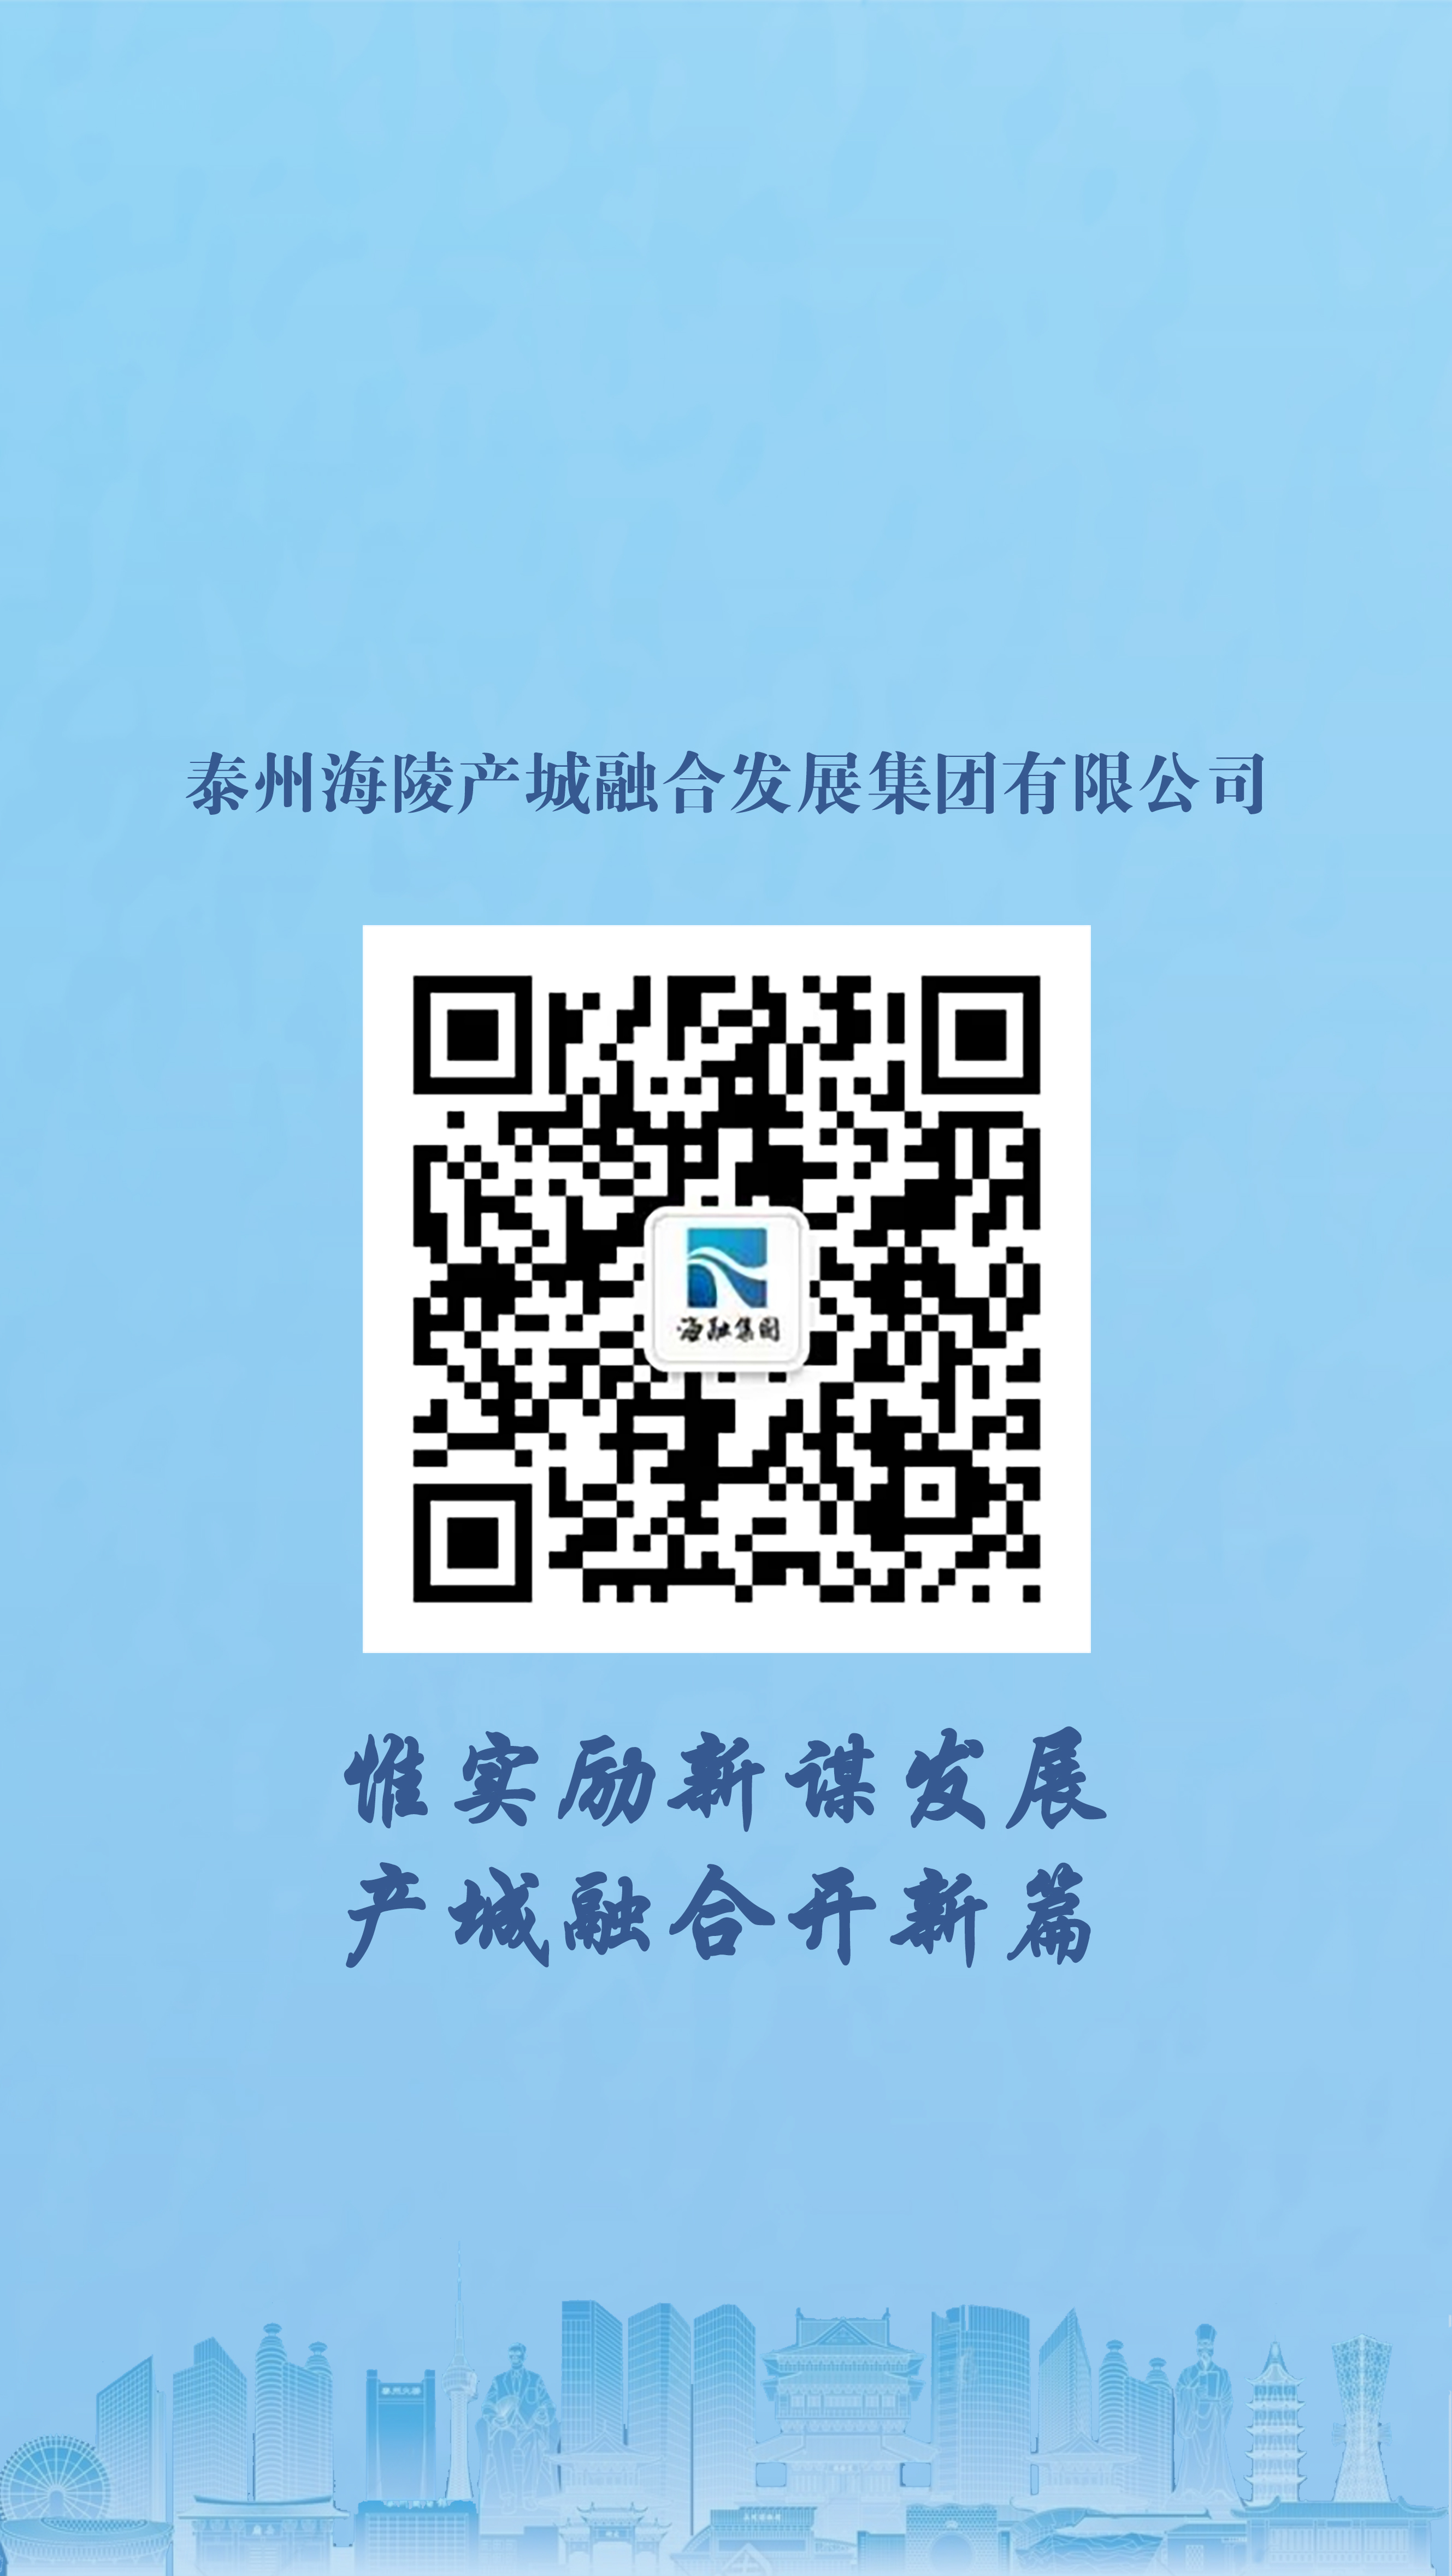 泰州海陵产城融合发展集团有限公司
海融集团
惟实励新谋发展
产城融合开新篇